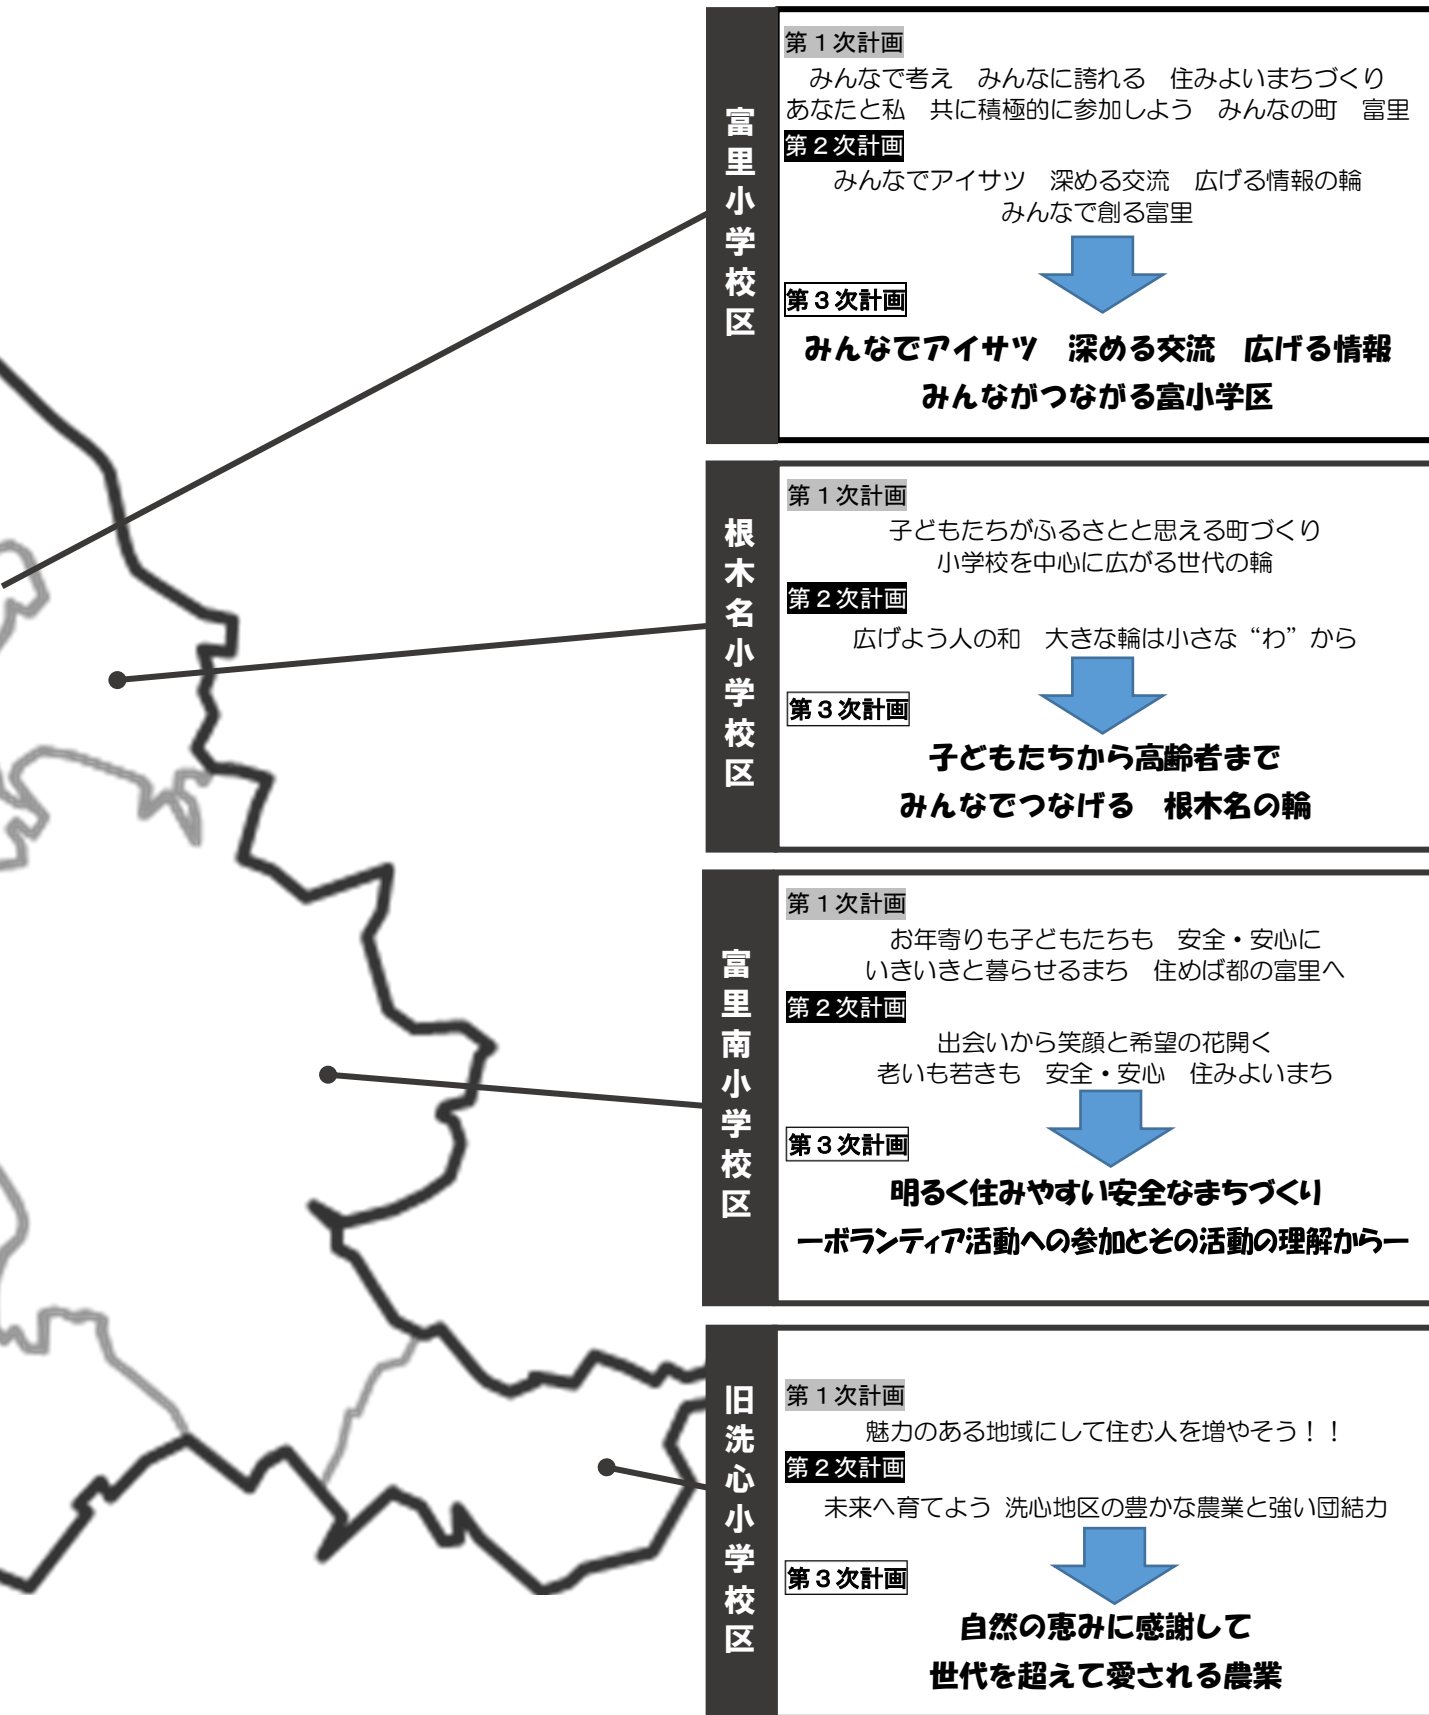 富里小学校区
第１次計画
みんなで考え　みんなに誇れる　住みよいまちづくり
あなたと私　共に積極的に参加しよう　みんなの町　富里
第２次計画
みんなでアイサツ　深める交流　広げる情報の輪
みんなで創る富里
第３次計画
みんなでアイサツ　深める交流　広げる情報
みんながつながる富小学区
根木名小学校区
第１次計画
子どもたちがふるさとと思える町づくり
小学校を中心に広がる世代の輪
第２次計画
広げよう人の和　大きな輪は小さな“わ”から
第３次計画
子どもたちから高齢者まで
みんなでつなげる　根木名の輪
富里南小学校区
第１次計画
お年寄りも子どもたちも　安全・安心に
いきいきと暮らせるまち　住めば都の富里へ
第２次計画
出会いから笑顔と希望の花開く
老いも若きも　安全・安心　住みよいまち
第３次計画
明るく住みやすい安全なまちづくり
ーボランティア活動への参加とその活動の理解からー
旧洗心小学校区
第１次計画
魅力のある地域にして住む人を増やそう！！
第２次計画
未来へ育てよう 洗心地区の豊かな農業と強い団結力
第３次計画
自然の恵みに感謝して
世代を超えて愛される農業